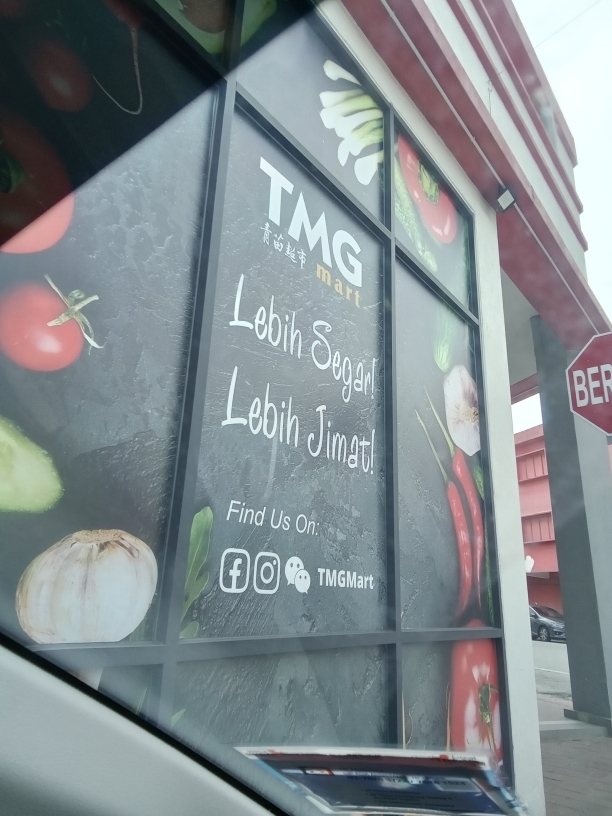 TMG
青苗超市
mart
Lebih Segar!
Lebih Jimat!
Find Us On:
TMGMart
BER